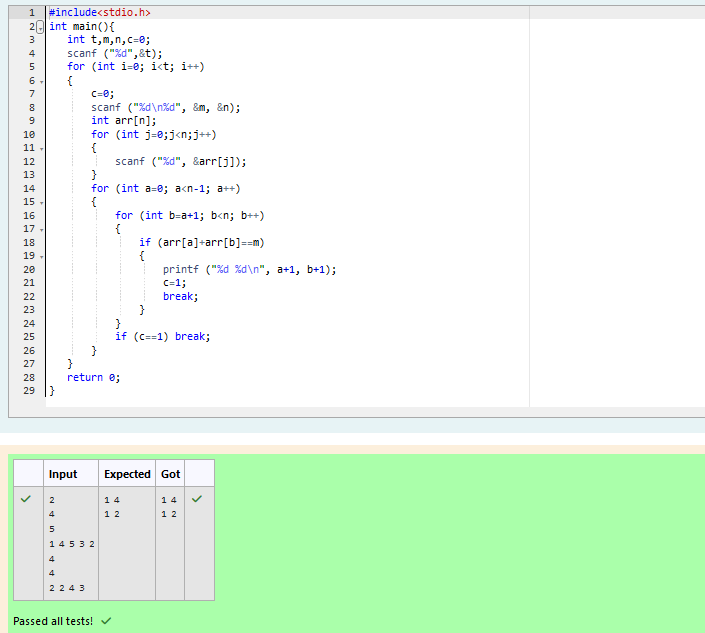 1 #include<stdio.h>
2 int main(){
3 int t,m,n,c=0;
4 scanf ("%d",&t);
5 for (int i=0; i<t; i++)
6 {
7 c=0;
8 scanf ("%d\n%d", &m, &n);
9 int arr[n];
10 for (int j=0;j<n;j++)
11 {
12 scanf ("%d", &arr[j]);
13 }
14 for (int a=0; a<n-1; a++)
15 {
16 for (int b=a+1; b<n; b++)
17 {
18 if (arr[a]+arr[b]==m)
19 {
20 printf ("%d %d\n", a+1, b+1);
21 c=1;
22 break;
23 }
24 }
25 if (c==1) break;
26 }
27 }
28 return 0;
29 }
Input Expected Got
2 1 4 1 4
4 1 2 1 2
5
1 4 5 3 2
4
4
2 2 4 3
Passed all tests!